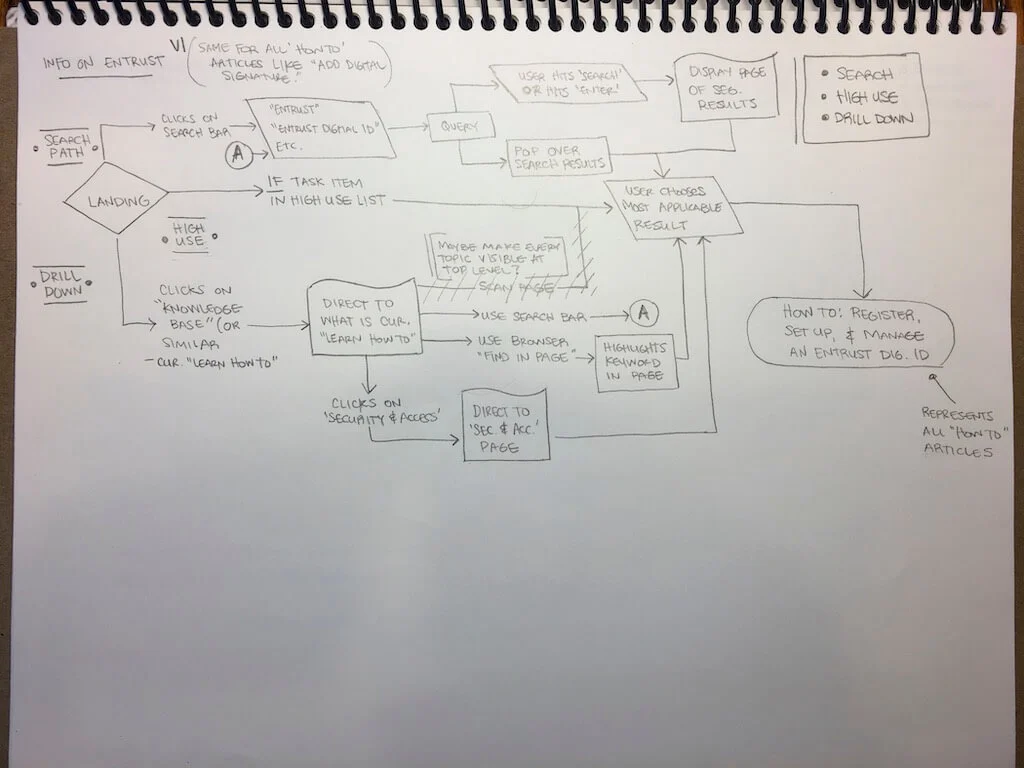 INFO ON ENTRUST
V1 (SAME FOR ALL 'HOW TO'
ARTICLES LIKE "ADD DIGITAL
SIGNATURE.")
• SEARCH
• HIGH USE
• DRILL DOWN
• SEARCH
PATH •
CLICKS ON
SEARCH BAR
A
"ENTRUST"
"ENTRUST DIGITAL ID"
ETC.
QUERY
USER HITS 'SEARCH'
OR HITS 'ENTER'
DISPLAY PAGE
OF SEG.
RESULTS
POP OVER
SEARCH RESULTS
LANDING
IF TASK ITEM
IN HIGH USE LIST
USER CHOOSES
MOST APPLICABLE
RESULT
HIGH
• USE •
MAYBE MAKE EVERY
TOPIC VISIBLE AT
TOP LEVEL?
SCAN PAGE
• DRILL
DOWN •
CLICKS ON
"KNOWLEDGE
BASE" (OR
SIMILAR
- CUR. "LEARN HOW TO"
DIRECT TO
WHAT IS CUR.
"LEARN HOW TO"
USE SEARCH BAR
A
USE BROWSER
"FIND IN PAGE"
HIGHLIGHTS
KEYWORD
IN PAGE
CLICKS ON
'SECURITY & ACCESS'
DIRECT TO
'SEC. & ACC.'
PAGE
HOW TO: REGISTER,
SET UP, & MANAGE
AN ENTRUST DIG. ID
REPRESENTS
ALL "HOW TO"
ARTICLES